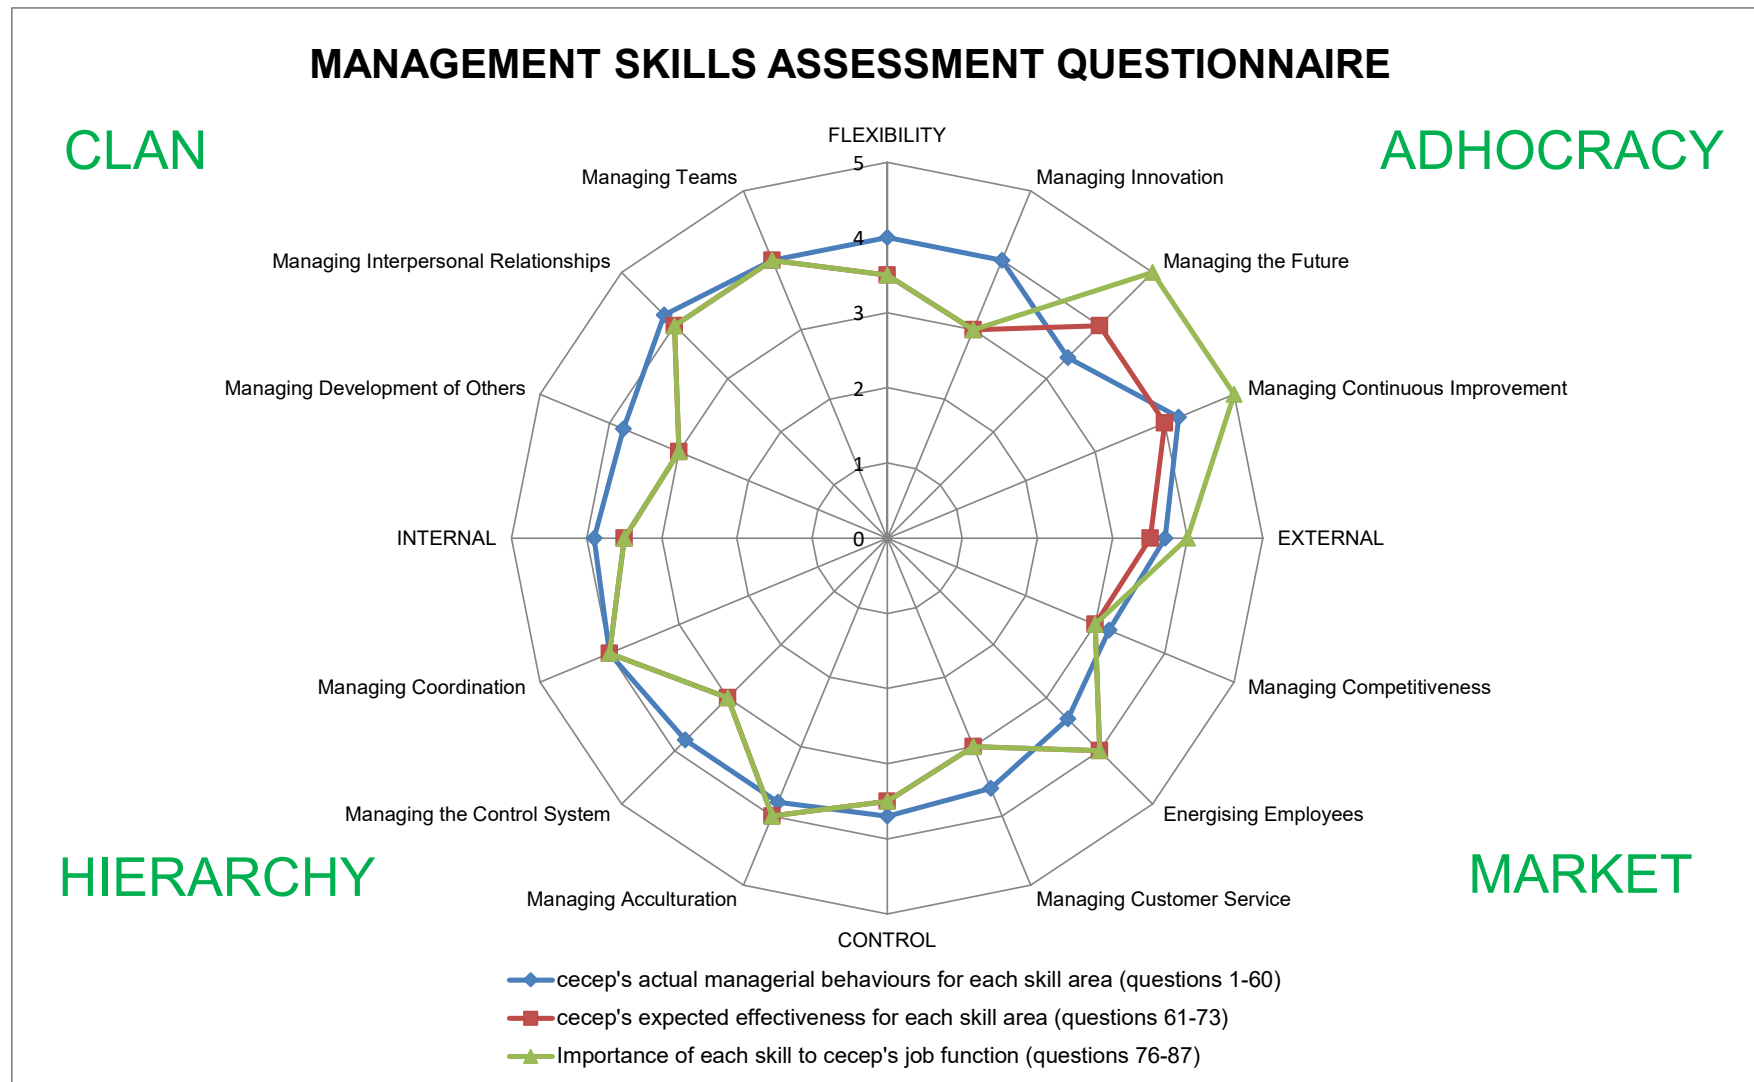 MANAGEMENT SKILLS ASSESSMENT QUESTIONNAIRE
CLAN
ADHOCRACY
FLEXIBILITY
5
Managing Teams
Managing Innovation
4
Managing Interpersonal Relationships
Managing the Future
3
Managing Development of Others
Managing Continuous Improvement
2
1
INTERNAL
0
EXTERNAL
Managing Coordination
Managing Competitiveness
Managing the Control System
Energising Employees
HIERARCHY
MARKET
Managing Acculturation
Managing Customer Service
CONTROL
cecep's actual managerial behaviours for each skill area (questions 1-60)
cecep's expected effectiveness for each skill area (questions 61-73)
Importance of each skill to cecep's job function (questions 76-87)